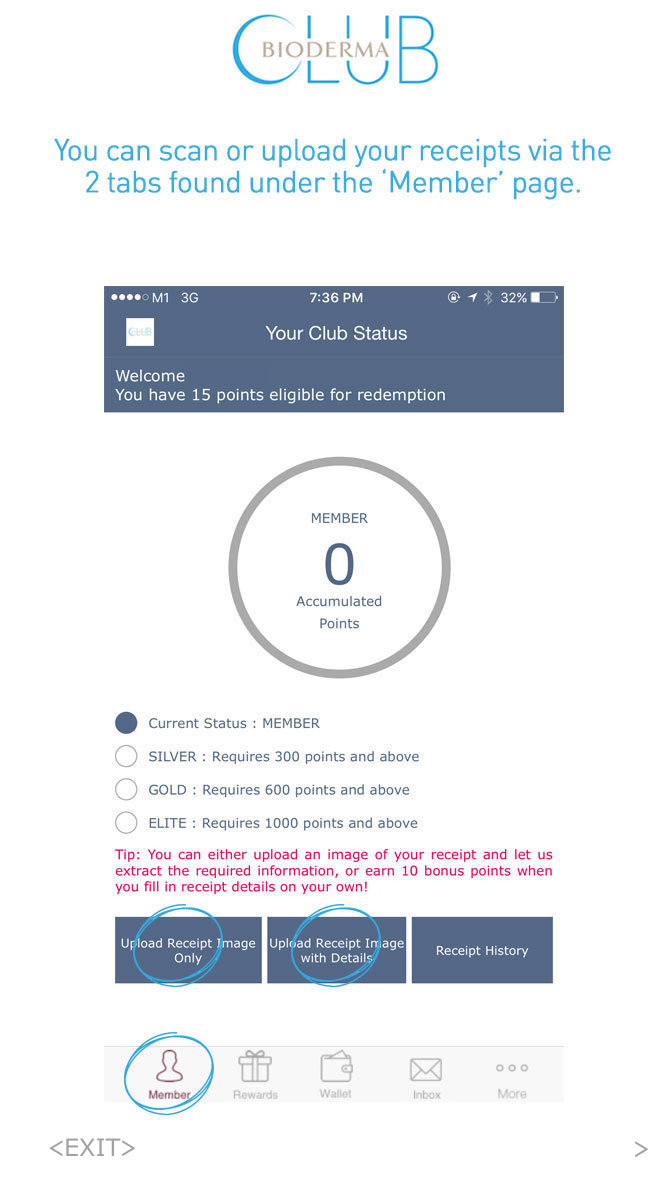 CLUB
BIODERMA
You can scan or upload your receipts via the
2 tabs found under the ‘Member’ page.
M1 3G 7:36 PM 32%
CLUB Your Club Status
Welcome
You have 15 points eligible for redemption
MEMBER
0
Accumulated
Points
Current Status : MEMBER
SILVER : Requires 300 points and above
GOLD : Requires 600 points and above
ELITE : Requires 1000 points and above
Tip: You can either upload an image of your receipt and let us
extract the required information, or earn 10 bonus points when
you fill in receipt details on your own!
Upload Receipt Image
Only
Upload Receipt Image
with Details
Receipt History
Member Rewards Wallet Inbox More
<EXIT> >